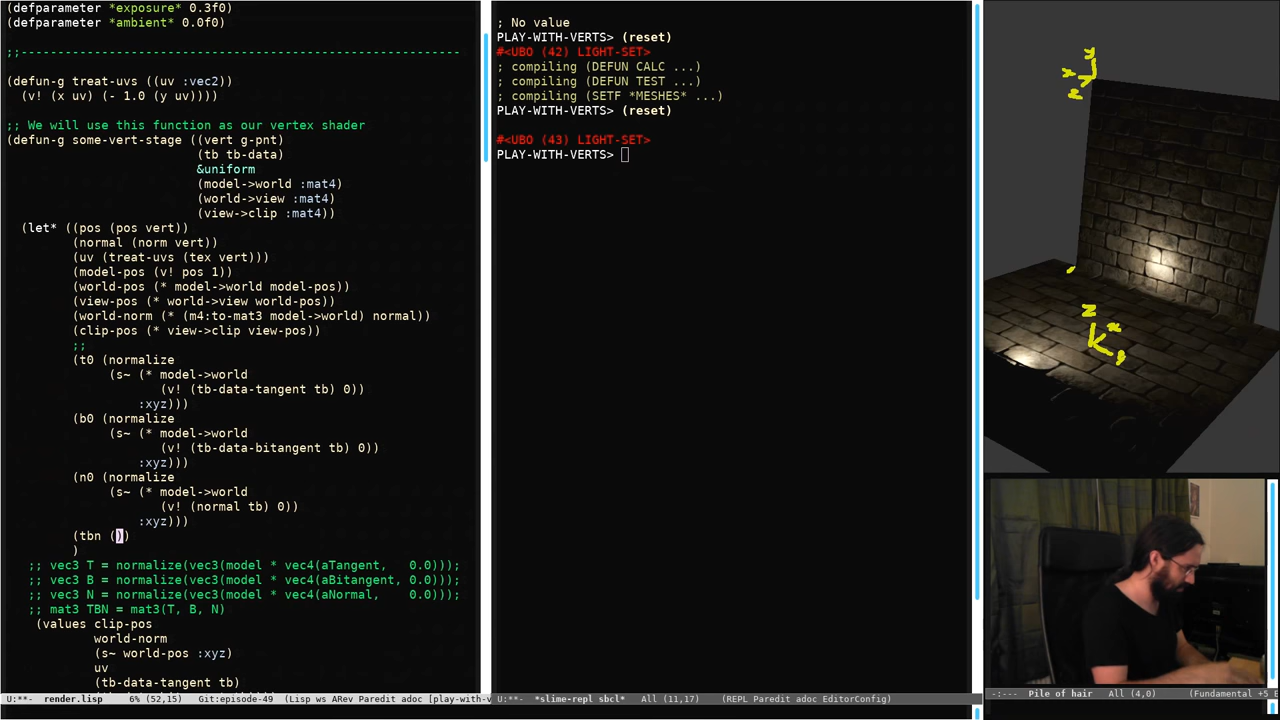 (defparameter *exposure* 0.3f0)
(defparameter *ambient* 0.0f0)
;;------------------------------------------------------------
(defun-g treat-uvs ((uv :vec2))
(v! (x uv) (- 1.0 (y uv))))
;; We will use this function as our vertex shader
(defun-g some-vert-stage ((vert g-pnt)
(tb tb-data)
&uniform
(model->world :mat4)
(world->view :mat4)
(view->clip :mat4))
(let* ((pos (pos vert))
(normal (norm vert))
(uv (treat-uvs (tex vert)))
(model-pos (v! pos 1))
(world-pos (* model->world model-pos))
(view-pos (* world->view world-pos))
(world-norm (* (m4:to-mat3 model->world) normal))
(clip-pos (* view->clip view-pos))
;;
(t0 (normalize
(s~ (* model->world
(v! (tb-data-tangent tb) 0))
:xyz)))
(b0 (normalize
(s~ (* model->world
(v! (tb-data-bitangent tb) 0))
:xyz)))
(n0 (normalize
(s~ (* model->world
(v! (normal tb) 0))
:xyz)))
(tbn ())
)
;; vec3 T = normalize(vec3(model * vec4(aTangent,   0.0)));
;; vec3 B = normalize(vec3(model * vec4(aBitangent, 0.0)));
;; vec3 N = normalize(vec3(model * vec4(aNormal,    0.0)));
;; mat3 TBN = mat3(T, B, N)
(values clip-pos
world-norm
(s~ world-pos :xyz)
uv
(tb-data-tangent tb)
U:**-  render.lisp    6% (52,15)   Git:episode-49  (Lisp ws ARev Paredit adoc [play-with-v
; No value
PLAY-WITH-VERTS> (reset)
#<UBO (42) LIGHT-SET>
; compiling (DEFUN CALC ...)
; compiling (DEFUN TEST ...)
; compiling (SETF *MESHES* ...)
PLAY-WITH-VERTS> (reset)
#<UBO (43) LIGHT-SET>
PLAY-WITH-VERTS>
U:**-  *slime-repl sbcl*   All (11,17)    (REPL Paredit adoc EditorConfig)
y
x
z
z
x
-:---  Pile of hair   All (4,0)     (Fundamental +5 E